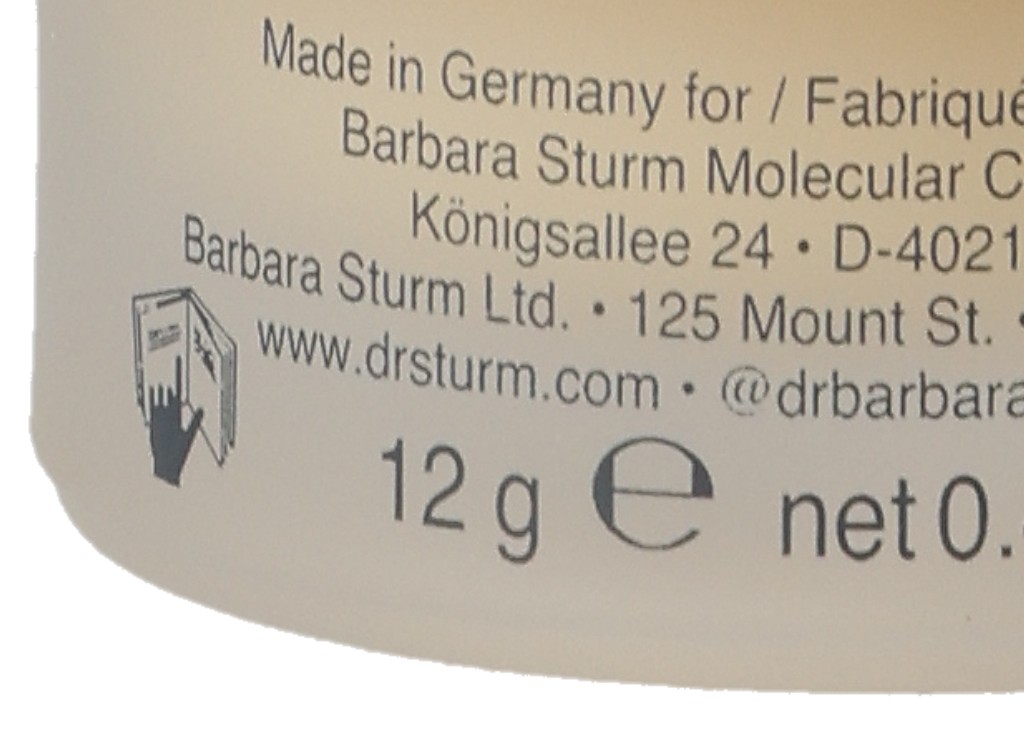 Made in Germany for / Fabriqué
Barbara Sturm Molecular C
Königsallee 24 • D-4021
Barbara Sturm Ltd. • 125 Mount St. •
www.drsturm.com • @drbarbara
12 g ℮ net 0.